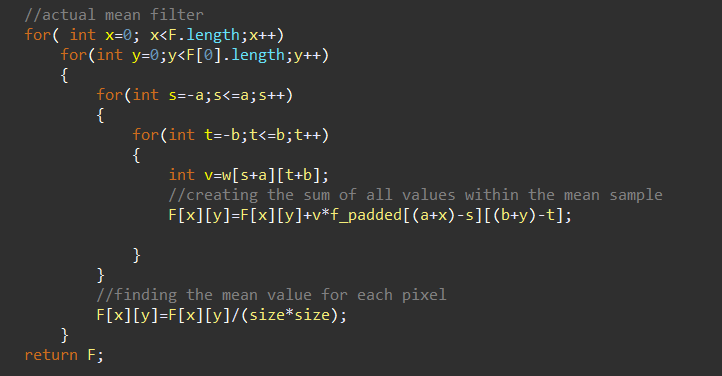 //actual mean filter
for( int x=0; x<F.length;x++)
for(int y=0;y<F[0].length;y++)
{
for(int s=-a;s<=a;s++)
{
for(int t=-b;t<=b;t++)
{
int v=w[s+a][t+b];
//creating the sum of all values within the mean sample
F[x][y]=F[x][y]+v*f_padded[(a+x)-s][(b+y)-t];
}
}
//finding the mean value for each pixel
F[x][y]=F[x][y]/(size*size);
}
return F;